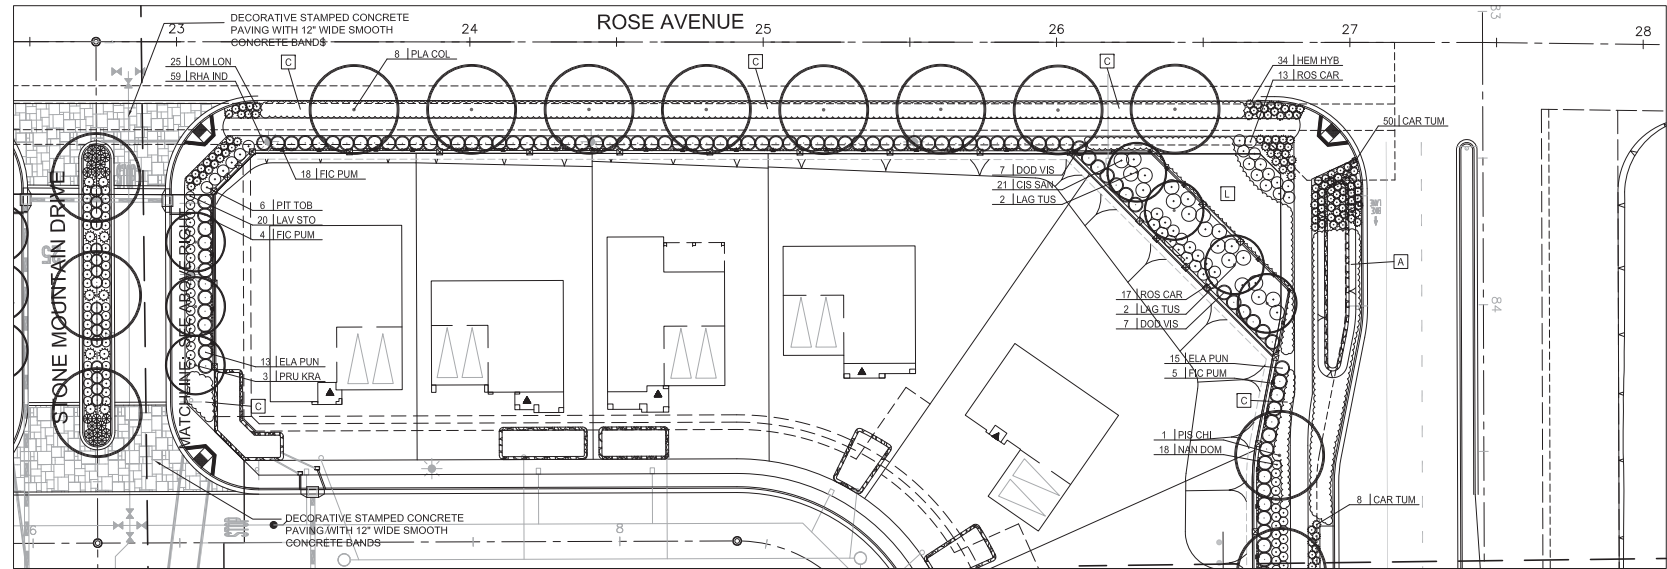 DECORATIVE STAMPED CONCRETE
PAVING WITH 12" WIDE SMOOTH
CONCRETE BANDS
ROSE AVENUE
23
24
25
26
27
28
83
25 LOM LON
59 RHA IND
C
8 PLA COL
C
C
34 HEM HYB
13 ROS CAR
50 CAR TUM
18 FIC PUM
7 DOD VIS
21 CIS SAN
2 LAG TUS
L
6 PIT TOB
20 LAV STO
4 FIC PUM
A
STONE MOUNTAIN DRIVE
MATCHLINE: SEE ABOVE RIGHT
17 ROS CAR
2 LAG TUS
7 DOD VIS
84
13 ELA PUN
3 PRU KRA
15 ELA PUN
5 FIC PUM
C
C
1 PIS CHI
18 NAN DOM
8 CAR TUM
DECORATIVE STAMPED CONCRETE
PAVING WITH 12" WIDE SMOOTH
CONCRETE BANDS
6
8